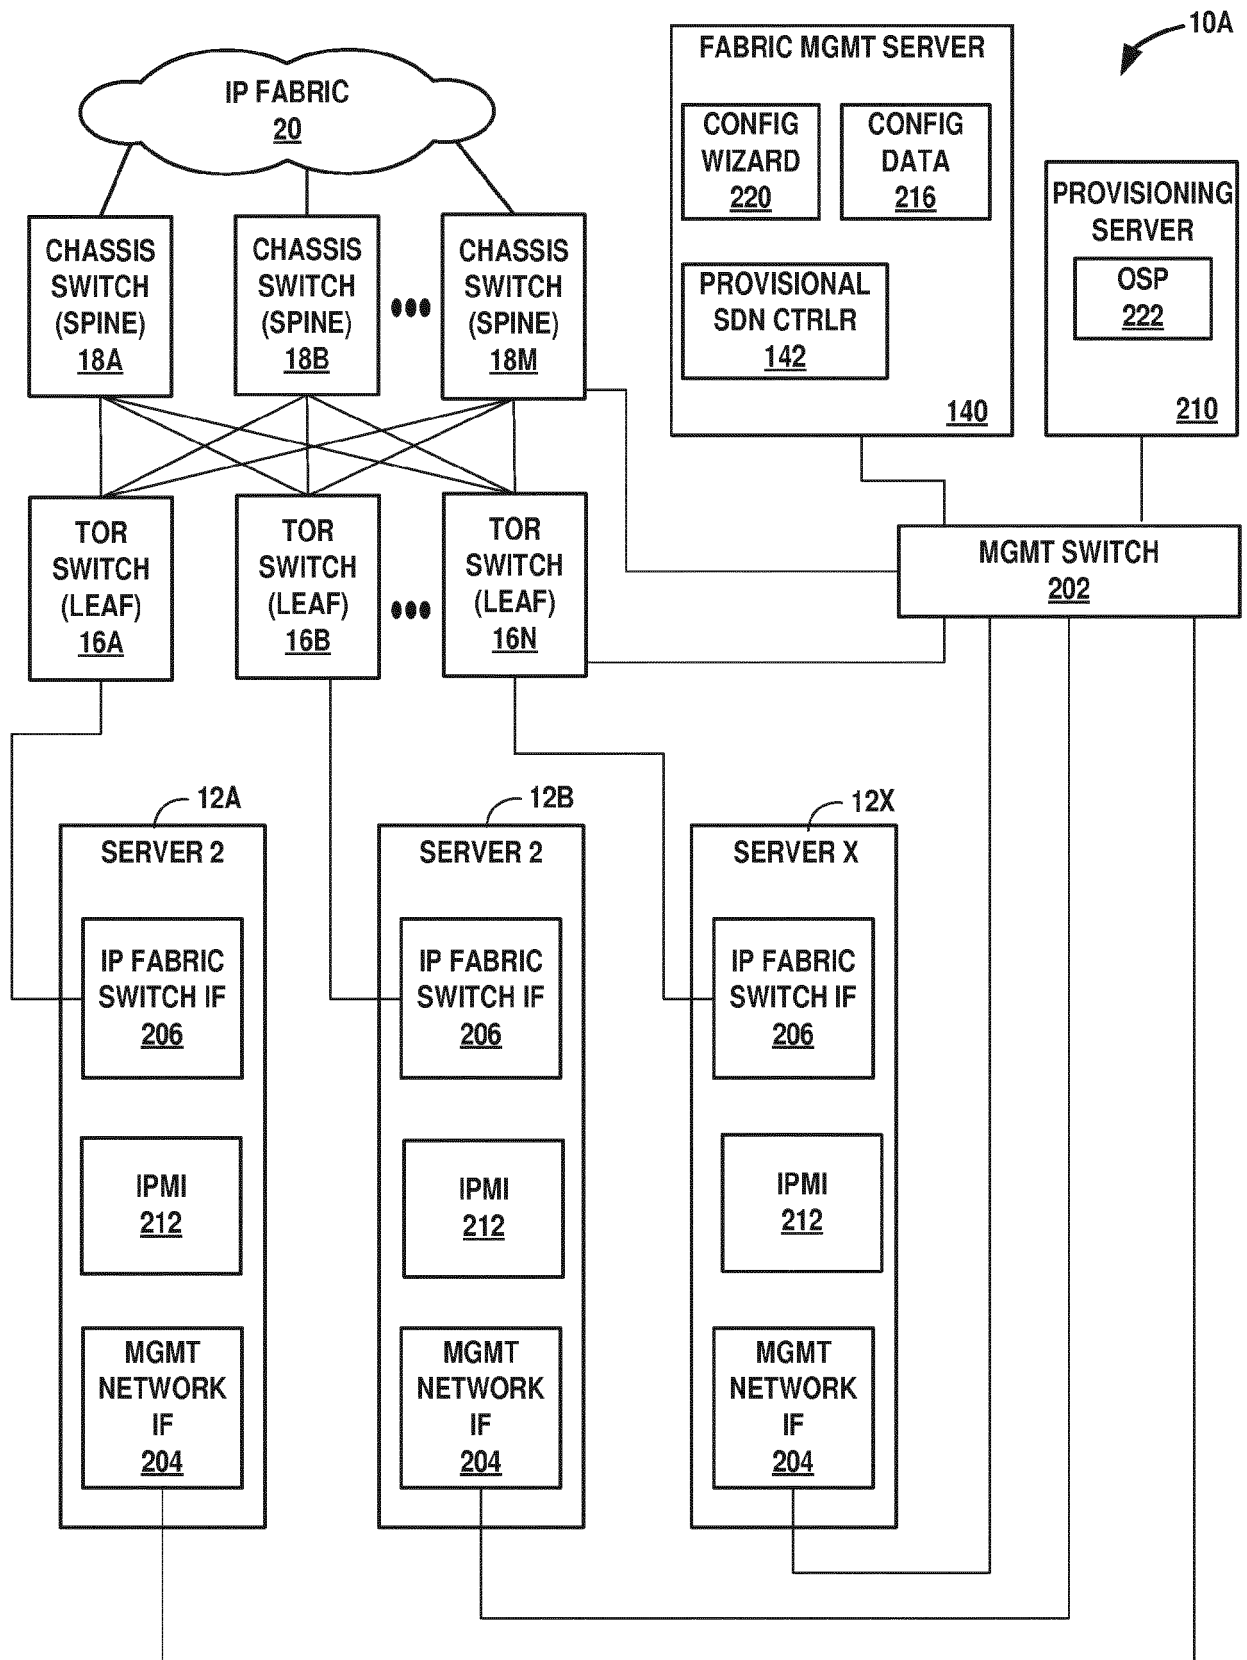 10A
IP FABRIC
20
FABRIC MGMT SERVER
CONFIG
WIZARD
220
CONFIG
DATA
216
PROVISIONAL
SDN CTRLR
142
140
PROVISIONING
SERVER
OSP
222
210
CHASSIS
SWITCH
(SPINE)
18A
CHASSIS
SWITCH
(SPINE)
18B
CHASSIS
SWITCH
(SPINE)
18M
TOR
SWITCH
(LEAF)
16A
TOR
SWITCH
(LEAF)
16B
TOR
SWITCH
(LEAF)
16N
MGMT SWITCH
202
12A
SERVER 2
IP FABRIC
SWITCH IF
206
IPMI
212
MGMT
NETWORK
IF
204
12B
SERVER 2
IP FABRIC
SWITCH IF
206
IPMI
212
MGMT
NETWORK
IF
204
12X
SERVER X
IP FABRIC
SWITCH IF
206
IPMI
212
MGMT
NETWORK
IF
204